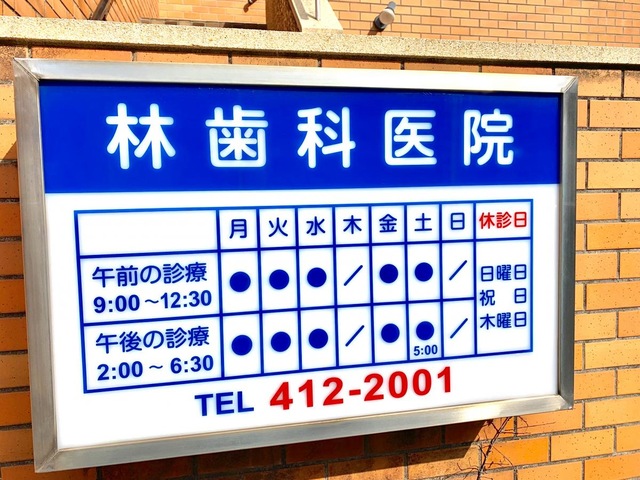 林歯科医院
月 火 水 木 金 土 日 休診日
午前の診療
9:00～12:30 ● ● ● ／ ● ● ／
午後の診療
2:00～6:30 ● ● ● ／ ● ● ／
5:00
日曜日
祝日
木曜日
TEL 412-2001